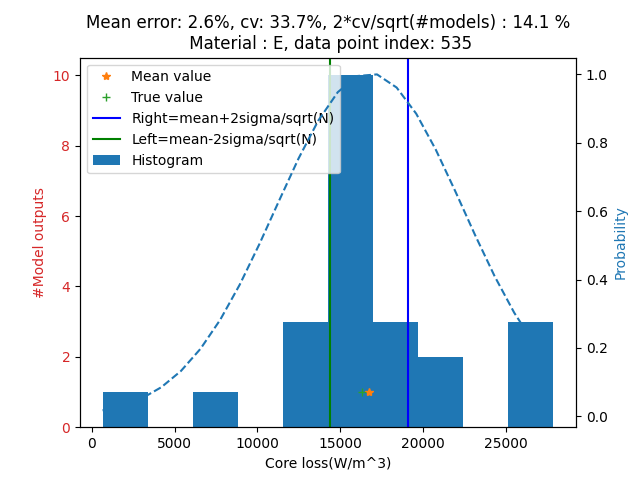 Mean error: 2.6%, cv: 33.7%, 2*cv/sqrt(#models) : 14.1 %
Material : E, data point index: 535
Mean value
True value
Right=mean+2sigma/sqrt(N)
Left=mean-2sigma/sqrt(N)
Histogram
#Model outputs
10
8
6
4
2
0
1.0
0.8
0.6
0.4
0.2
0.0
Probability
0 5000 10000 15000 20000 25000
Core loss(W/m^3)